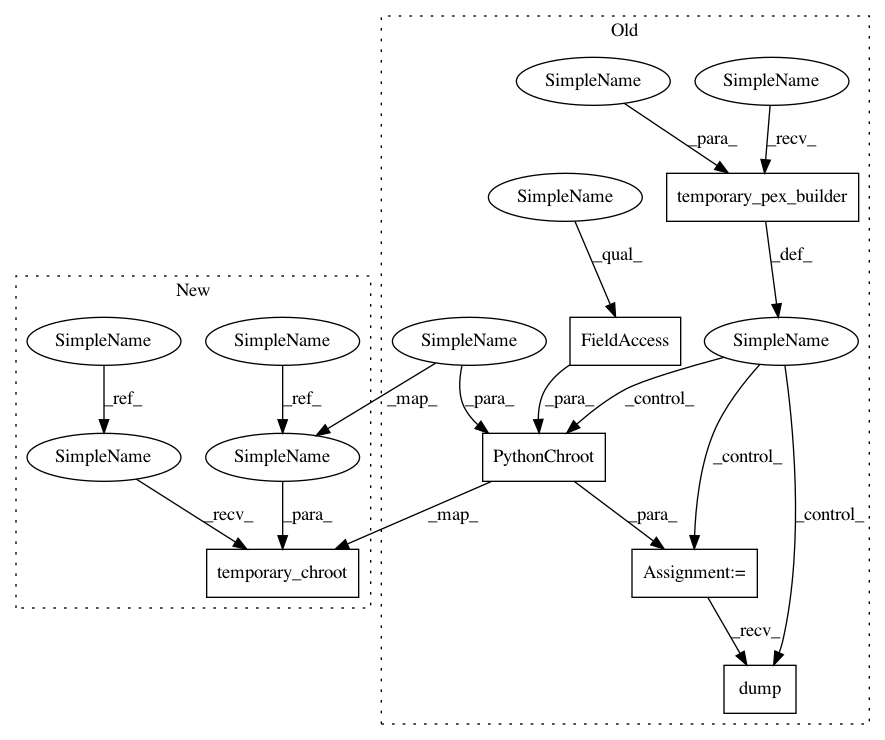 Old
SimpleName
SimpleName
_para_
_recv_
SimpleName
temporary_pex_builder
_qual_
_def_
New
SimpleName
SimpleName
SimpleName
FieldAccess
SimpleName
_ref_
_ref_
_map_
_para_
_para_
_control_
SimpleName
SimpleName
PythonChroot
_control_
_recv_
_para_
_map_
_para_
_control_
temporary_chroot
Assignment:=
_recv_
dump